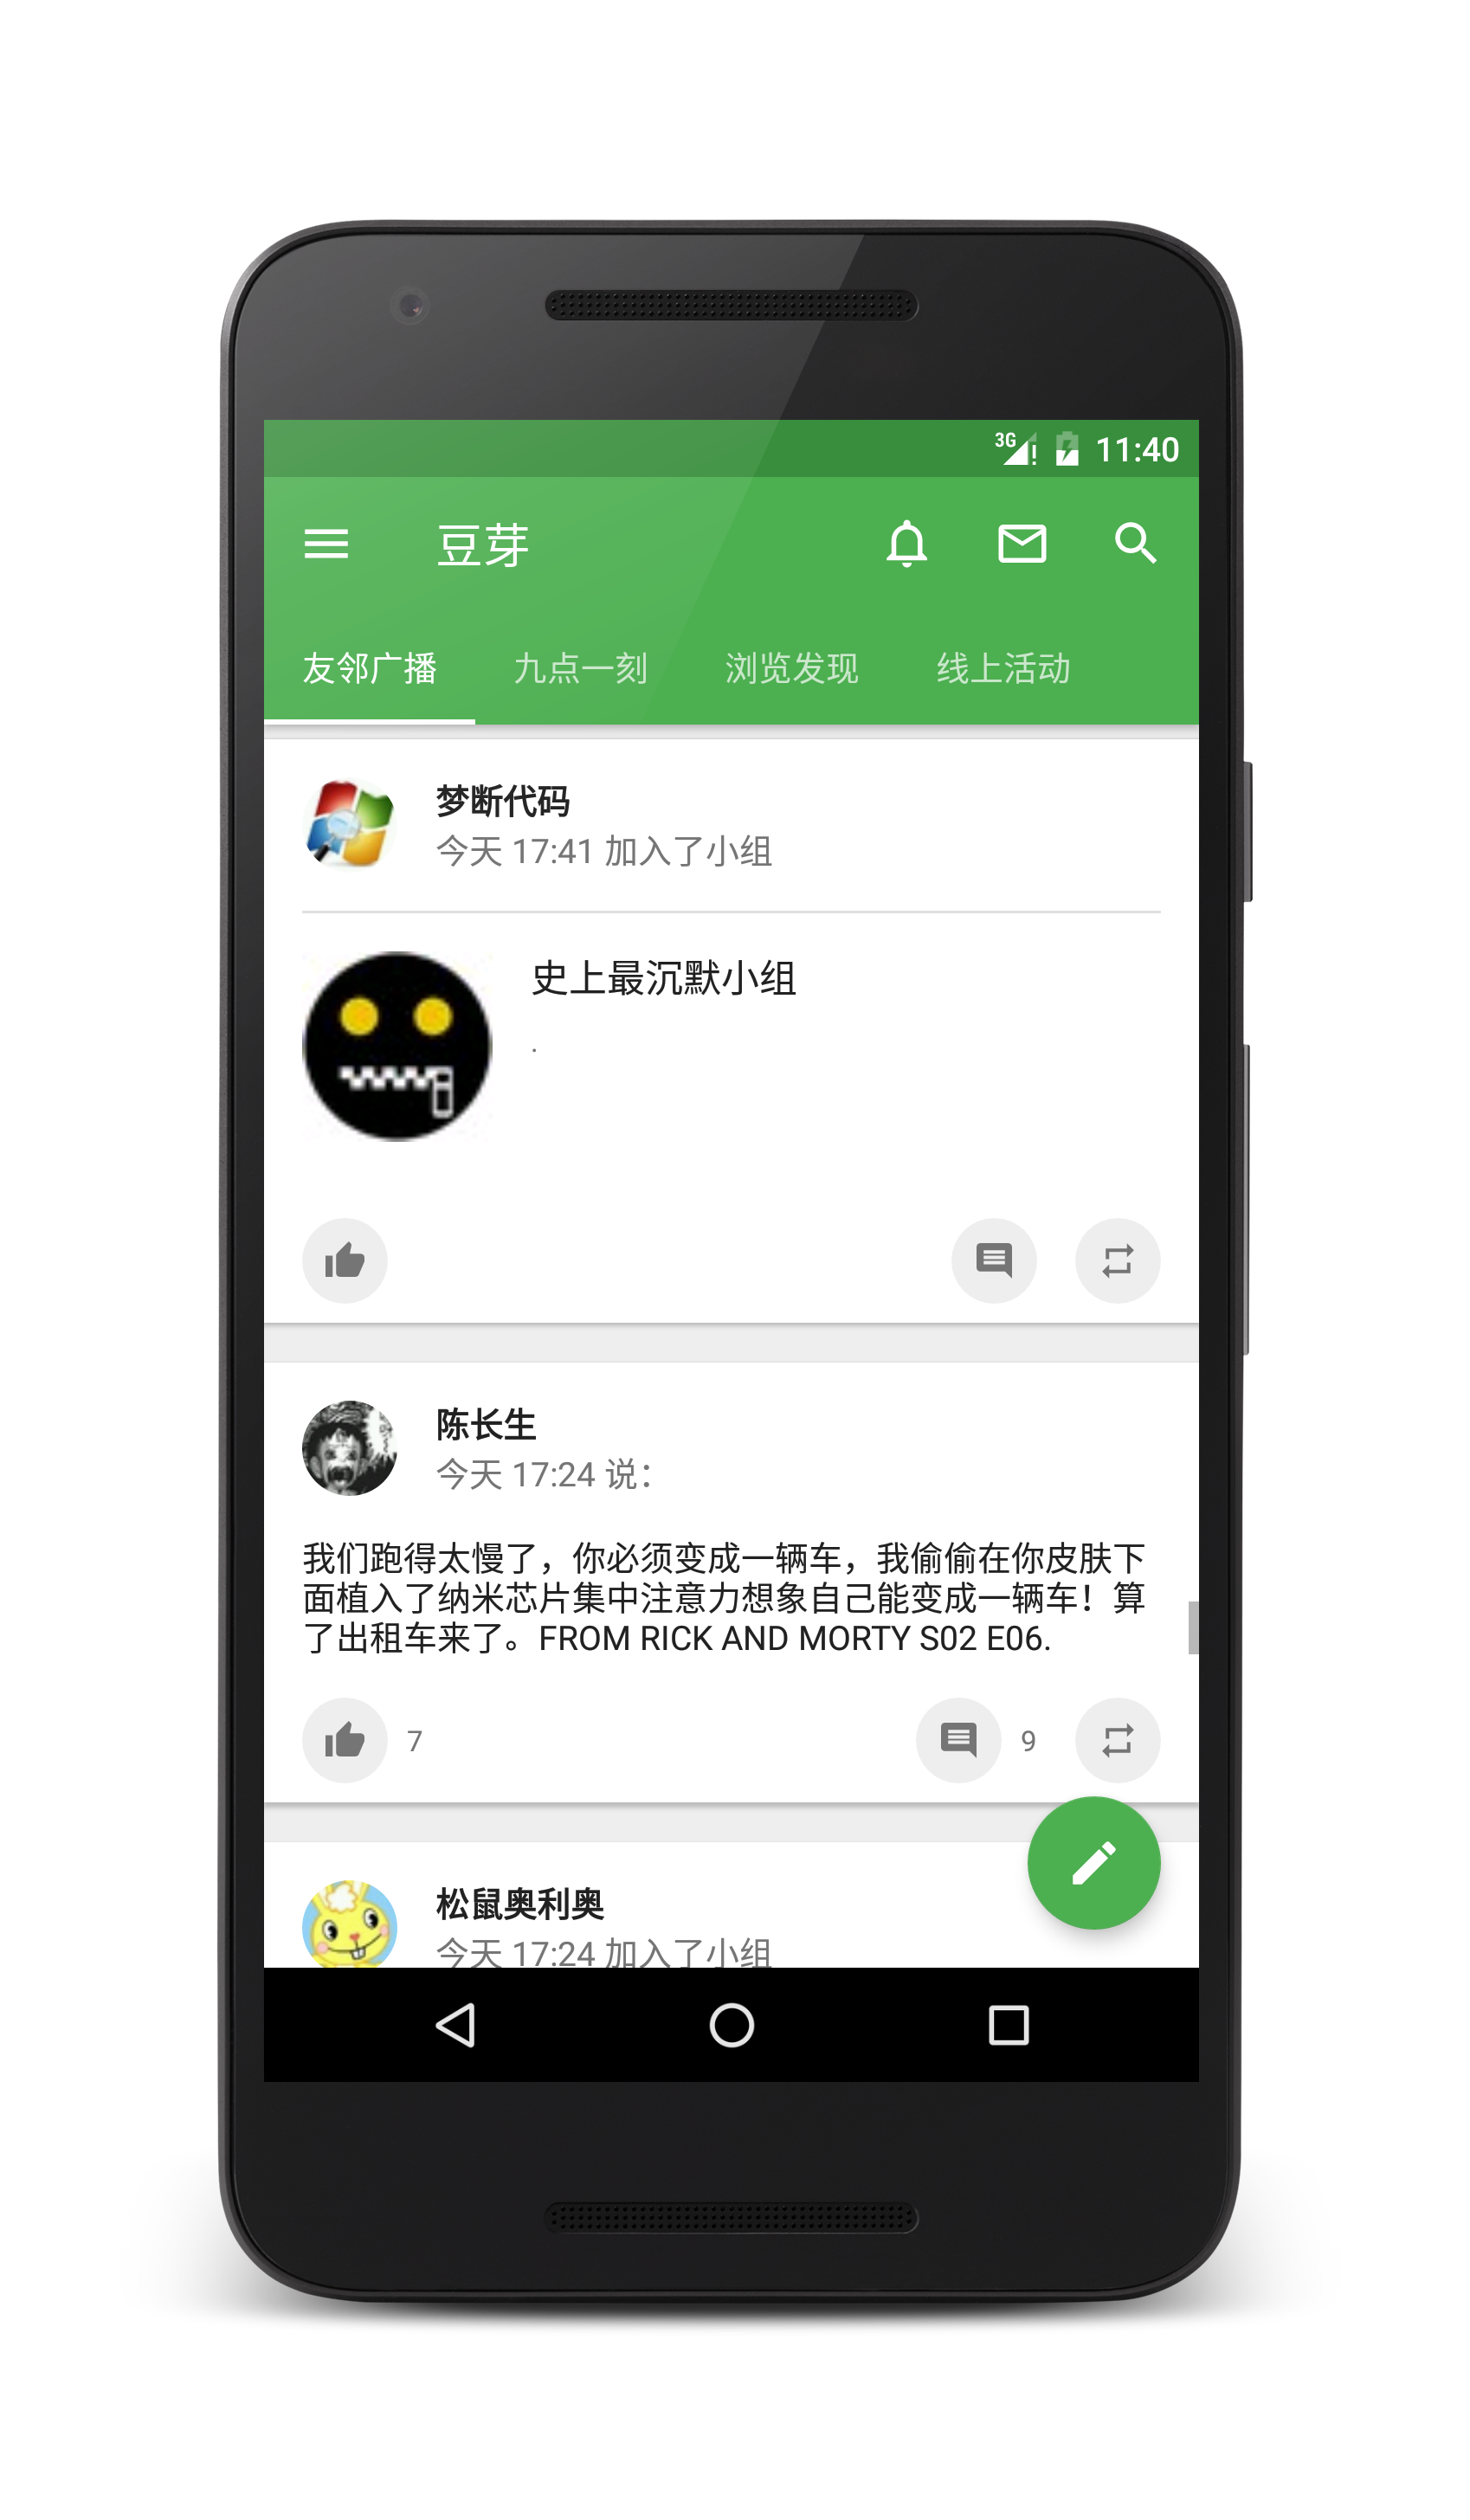 3G
11:40
豆芽
友邻广播 九点一刻 浏览发现 线上活动
梦断代码
今天 17:41 加入了小组
史上最沉默小组
.
陈长生
今天 17:24 说：
我们跑得太慢了，你必须变成一辆车，我偷偷在你皮肤下
面植入了纳米芯片集中注意力想象自己能变成一辆车！算
了出租车来了。FROM RICK AND MORTY S02 E06.
7
9
松鼠奥利奥
今天 17:24 加入了小组